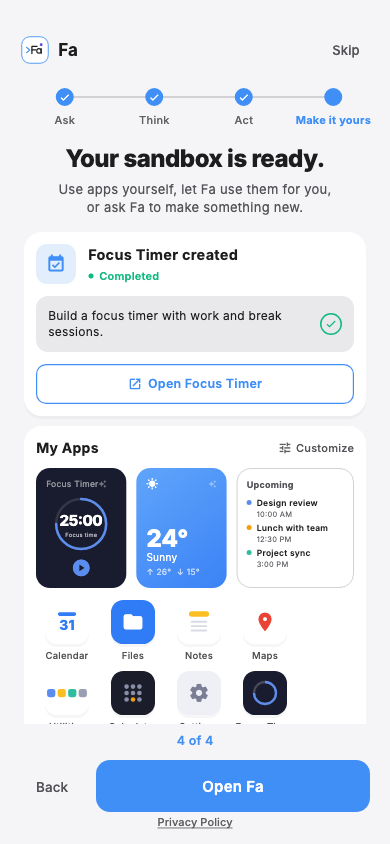 >Fa
Fa
Skip
Ask
Think
Act
Make it yours
Your sandbox is ready.
Use apps yourself, let Fa use them for you,
or ask Fa to make something new.
Focus Timer created
Completed
Build a focus timer with work and break
sessions.
Open Focus Timer
My Apps
Customize
Focus Timer
25:00
Focus time
24°
Sunny
↑ 26° ↓ 15°
Upcoming
Design review
10:00 AM
Lunch with team
12:30 PM
Project sync
3:00 PM
31
Calendar
Files
Notes
Maps
4 of 4
Back
Open Fa
Privacy Policy